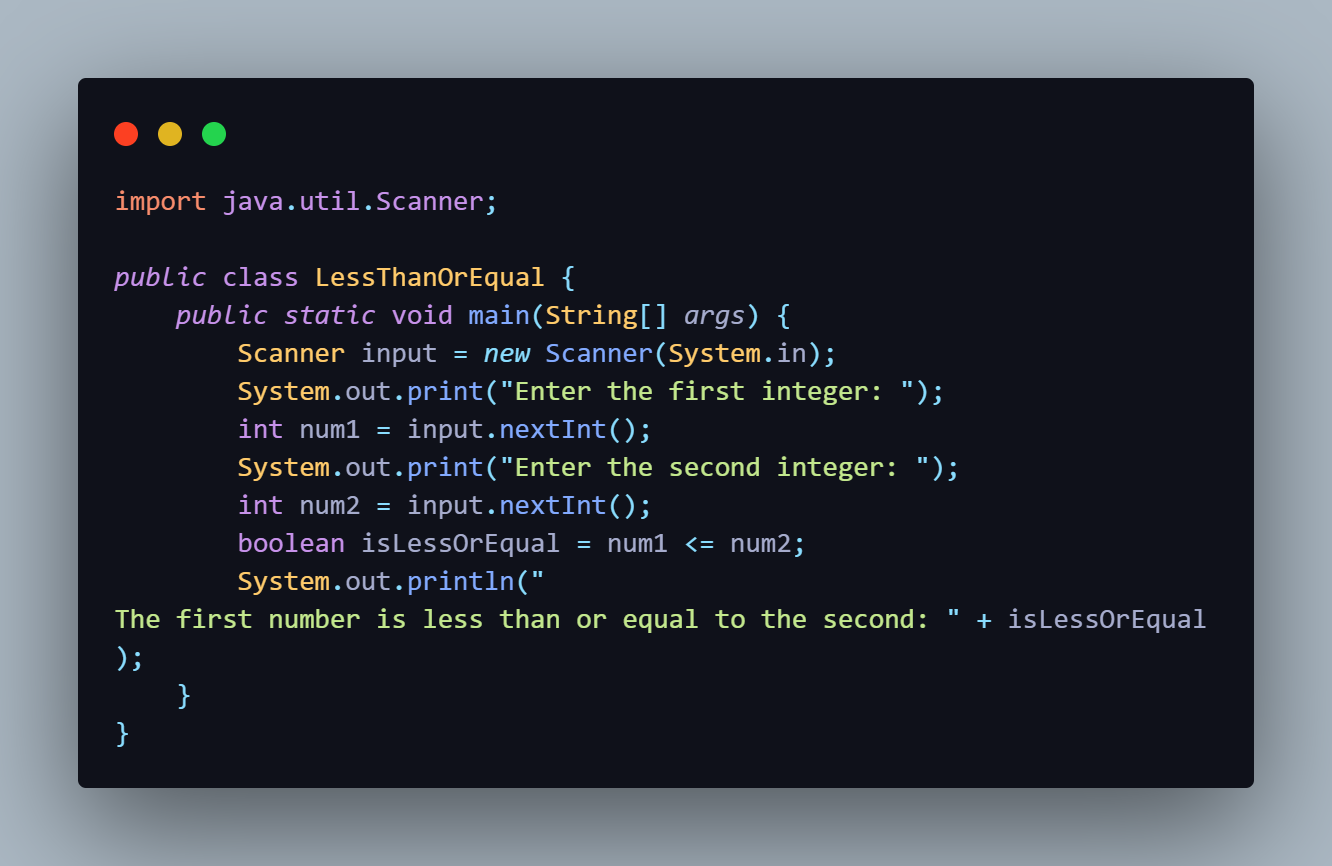 import java.util.Scanner;

public class LessThanOrEqual {
    public static void main(String[] args) {
        Scanner input = new Scanner(System.in);
        System.out.print("Enter the first integer: ");
        int num1 = input.nextInt();
        System.out.print("Enter the second integer: ");
        int num2 = input.nextInt();
        boolean isLessOrEqual = num1 <= num2;
        System.out.println("
The first number is less than or equal to the second: " + isLessOrEqual
);
    }
}